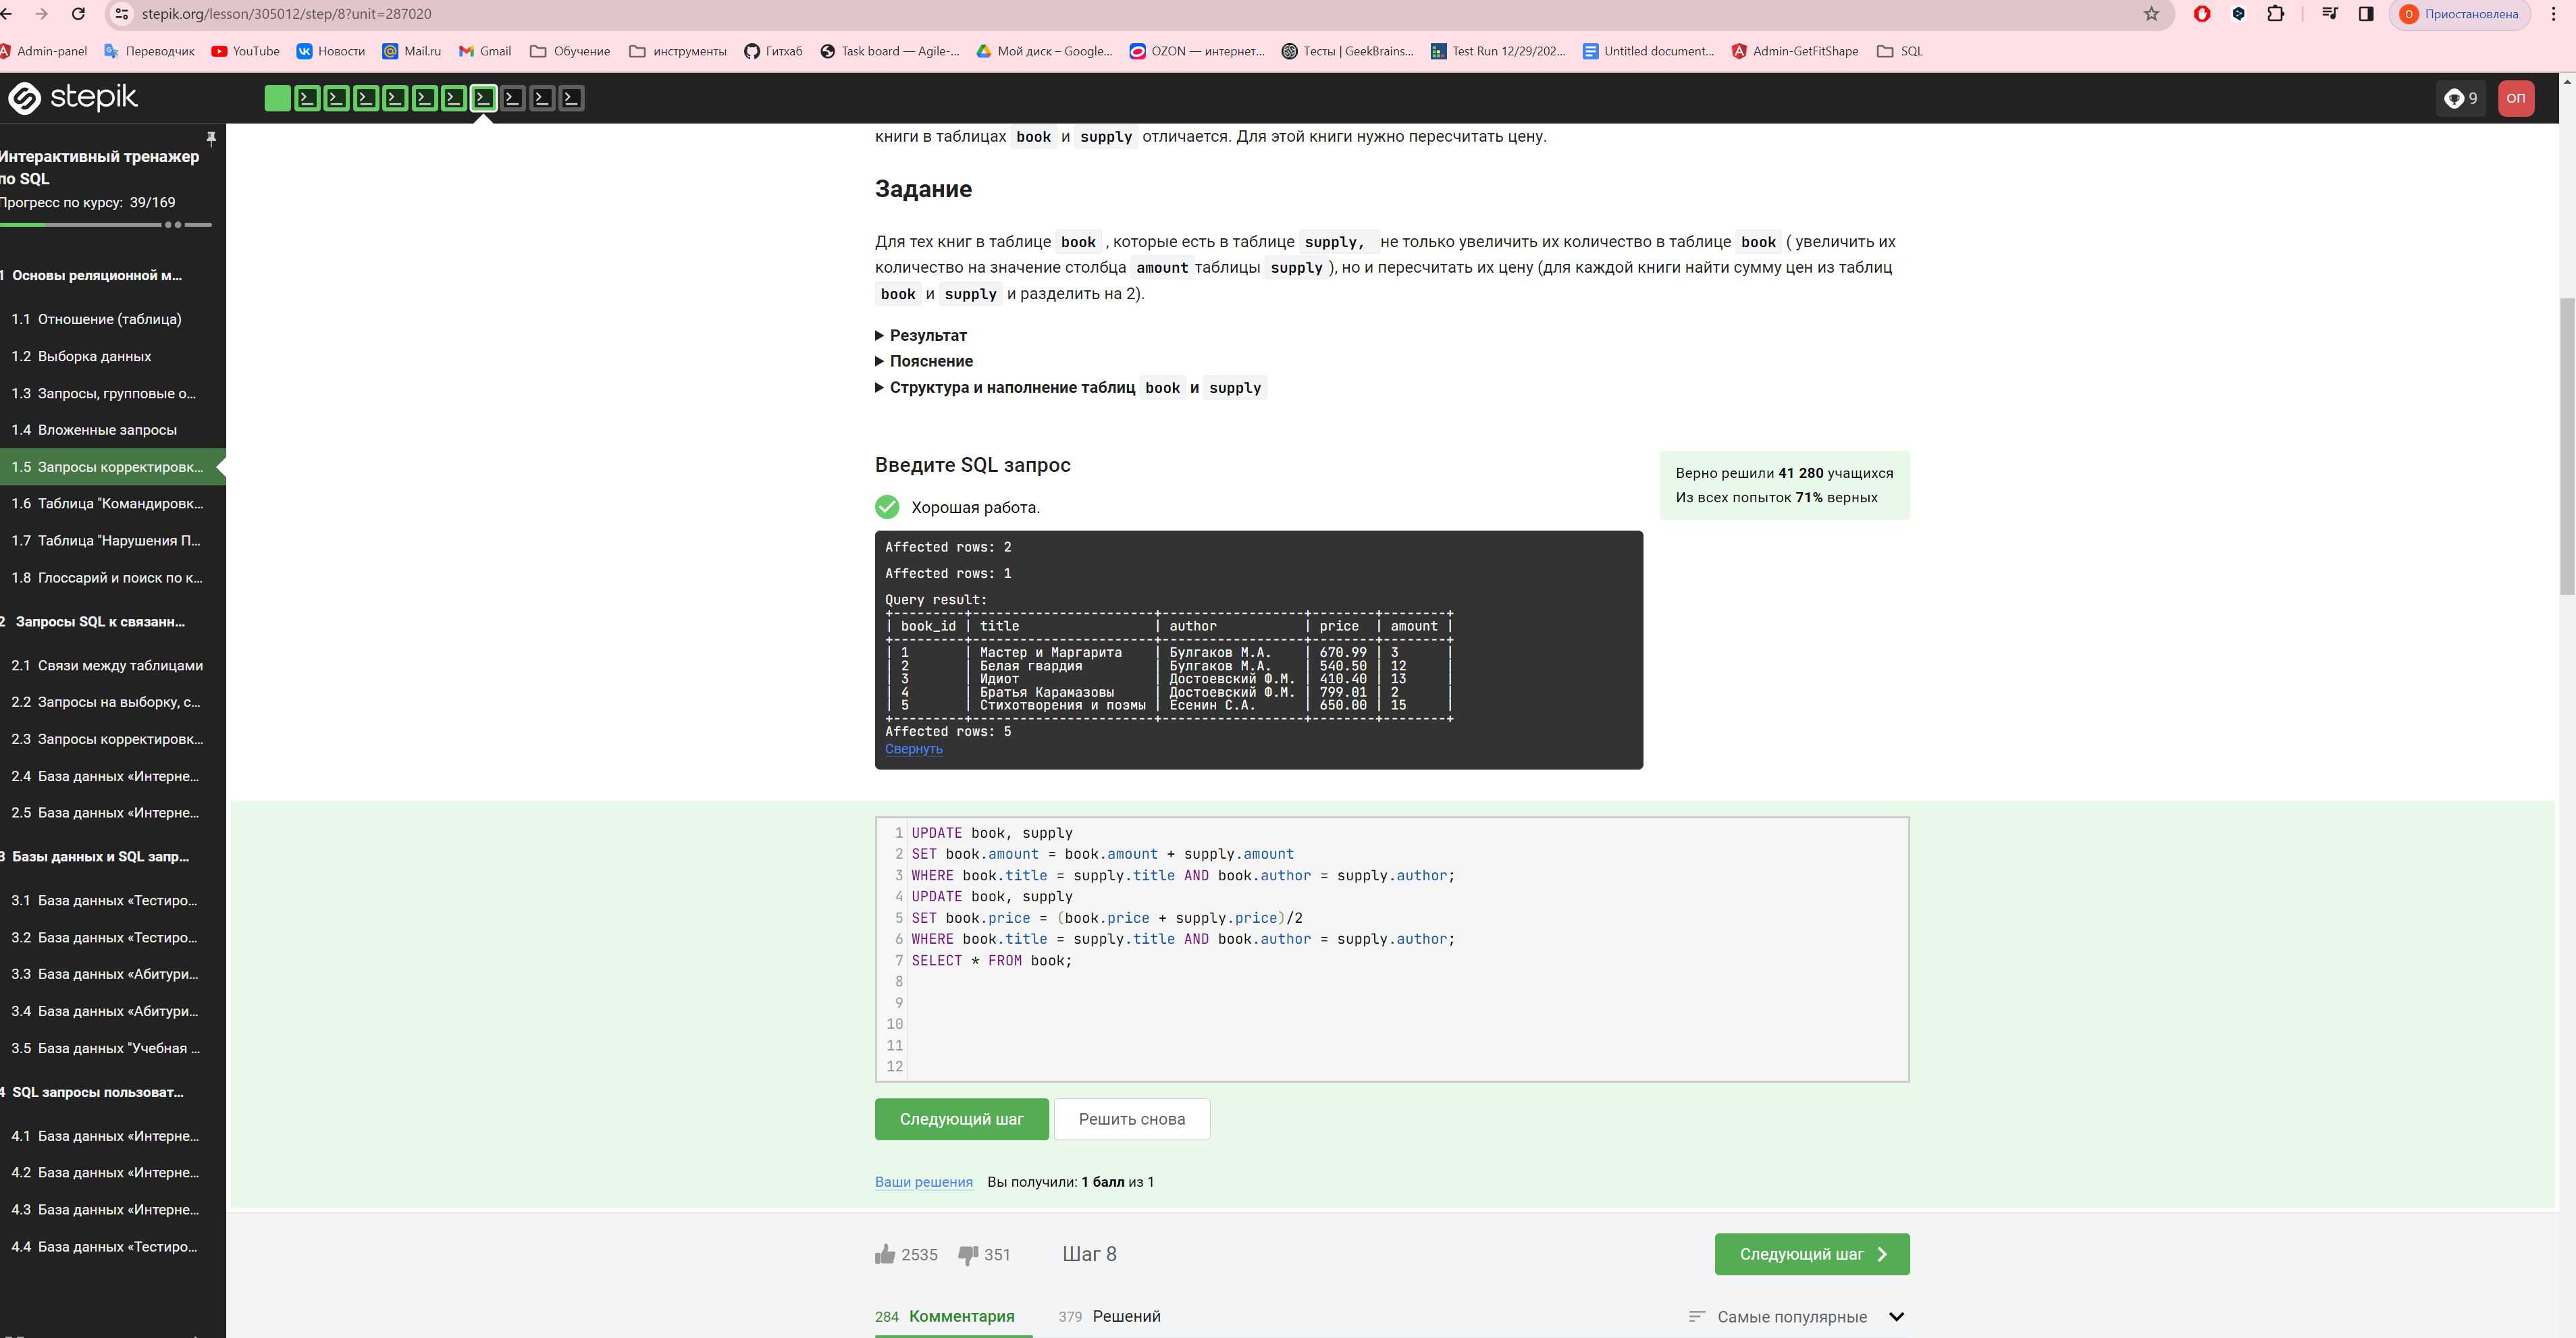 stepik.org/lesson/305012/step/8?unit=287020
О Приостановлена
Admin-panel Переводчик YouTube Новости Mail.ru Gmail Обучение инструменты Гитхаб Task board — Agile-... Мой диск – Google... OZON — интернет... Тесты | GeekBrains... Test Run 12/29/202... Untitled document... Admin-GetFitShape SQL
stepik
9 ОП
Интерактивный тренажер
по SQL
Прогресс по курсу: 39/169
1 Основы реляционной м...
1.1 Отношение (таблица)
1.2 Выборка данных
1.3 Запросы, групповые о...
1.4 Вложенные запросы
1.5 Запросы корректировк...
1.6 Таблица "Командировк...
1.7 Таблица "Нарушения П...
1.8 Глоссарий и поиск по к...
2 Запросы SQL к связанн...
2.1 Связи между таблицами
2.2 Запросы на выборку, с...
2.3 Запросы корректировк...
2.4 База данных «Интерне...
2.5 База данных «Интерне...
3 Базы данных и SQL запр...
3.1 База данных «Тестиро...
3.2 База данных «Тестиро...
3.3 База данных «Абитури...
3.4 База данных «Абитури...
3.5 База данных "Учебная ...
4 SQL запросы пользоват...
4.1 База данных «Интерне...
4.2 База данных «Интерне...
4.3 База данных «Интерне...
4.4 База данных «Тестиро...
книги в таблицах book и supply отличается. Для этой книги нужно пересчитать цену.
Задание
Для тех книг в таблице book , которые есть в таблице supply, не только увеличить их количество в таблице book ( увеличить их
количество на значение столбца amount таблицы supply ), но и пересчитать их цену (для каждой книги найти сумму цен из таблиц
book и supply и разделить на 2).
Результат
Пояснение
Структура и наполнение таблиц book и supply
Введите SQL запрос
Верно решили 41 280 учащихся
Из всех попыток 71% верных
Хорошая работа.
Affected rows: 2
Affected rows: 1
Query result:
+---------+-----------------------+------------------+--------+--------+
| book_id | title | author | price | amount |
+---------+-----------------------+------------------+--------+--------+
| 1 | Мастер и Маргарита | Булгаков М.А. | 670.99 | 3 |
| 2 | Белая гвардия | Булгаков М.А. | 540.50 | 12 |
| 3 | Идиот | Достоевский Ф.М. | 410.40 | 13 |
| 4 | Братья Карамазовы | Достоевский Ф.М. | 799.01 | 2 |
| 5 | Стихотворения и поэмы | Есенин С.А. | 650.00 | 15 |
+---------+-----------------------+------------------+--------+--------+
Affected rows: 5
Свернуть
1 UPDATE book, supply
2 SET book.amount = book.amount + supply.amount
3 WHERE book.title = supply.title AND book.author = supply.author;
4 UPDATE book, supply
5 SET book.price = (book.price + supply.price)/2
6 WHERE book.title = supply.title AND book.author = supply.author;
7 SELECT * FROM book;
8
9
10
11
12
Следующий шаг Решить снова
Ваши решения Вы получили: 1 балл из 1
2535 351 Шаг 8 Следующий шаг
284 Комментария 379 Решений Самые популярные